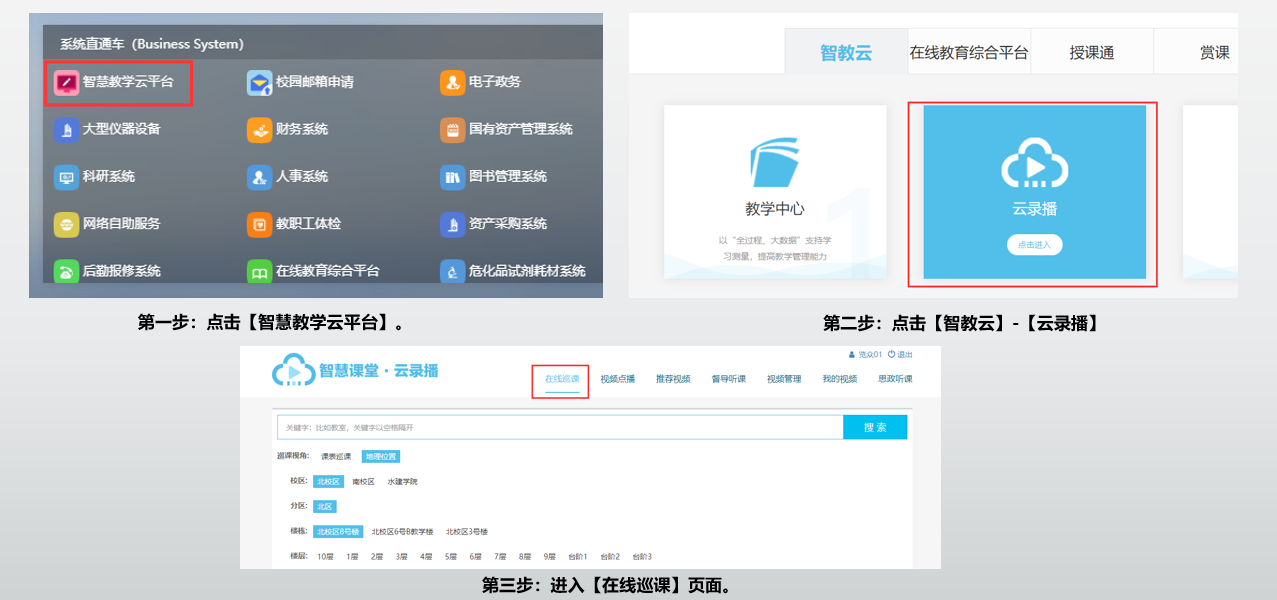 系统直通车（Business System）
智慧教学云平台 校园邮箱申请 电子政务
大型仪器设备 财务系统 国有资产管理系统
科研系统 人事系统 图书管理系统
网络自助服务 教职工体检 资产采购系统
后勤报修系统 在线教育综合平台 危化品试剂耗材系统
第一步：点击【智慧教学云平台】。
智教云 在线教育综合平台 授课通 赏课
教学中心
以“全过程，大数据”支持学
习测量，提高教学管理能力
1
云录播
点击进入
第二步：点击【智教云】-【云录播】
智慧课堂·云录播
览众01 退出
在线巡课 视频点播 推荐视频 督导听课 视频管理 我的视频 思政听课
关键字：比如教室，关键字以空格隔开 搜 索
巡课视角： 课表巡课 地理位置
校区： 北校区 南校区 水建学院
分区： 北区
楼栋： 北校区8号楼 北校区6号B教学楼 北校区3号楼
楼层： 10层 1层 2层 3层 4层 5层 6层 7层 8层 9层 台阶1 台阶2 台阶3
第三步：进入【在线巡课】页面。